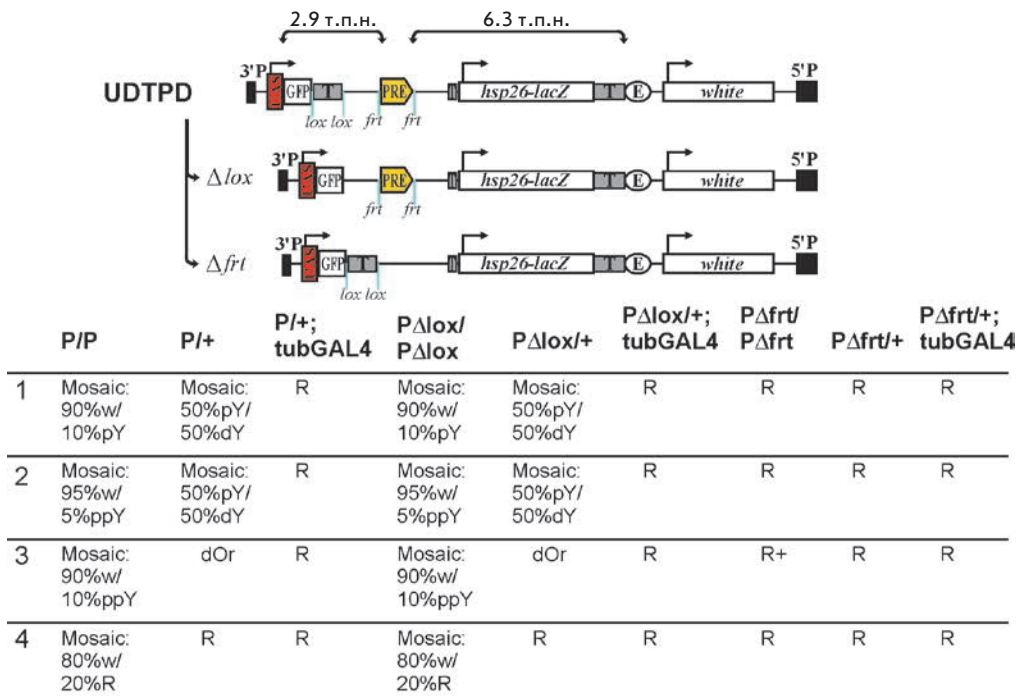 2.9 т.п.н. 6.3 т.п.н.
3'P 5'P
UDTPD GFP T PRE hsp26-lacZ T E white
lox lox frt frt
3'P 5'P
Δlox GFP PRE hsp26-lacZ T E white
frt frt
3'P 5'P
Δfrt GFP T hsp26-lacZ T E white
lox lox
P/P P/+ P/+; tubGAL4 PΔlox/ PΔlox PΔlox/+ PΔlox/+; tubGAL4 PΔfrt/ PΔfrt PΔfrt/+ PΔfrt/+; tubGAL4
1 Mosaic: Mosaic: R Mosaic: Mosaic: R R R R
90%w/ 50%pY/ 90%w/ 50%pY/
10%pY 50%dY 10%pY 50%dY
2 Mosaic: Mosaic: R Mosaic: Mosaic: R R R R
95%w/ 50%pY/ 95%w/ 50%pY/
5%ppY 50%dY 5%ppY 50%dY
3 Mosaic: dOr R Mosaic: dOr R R+ R R
90%w/ 90%w/
10%ppY 10%ppY
4 Mosaic: R R Mosaic: R R R R R
80%w/ 80%w/
20%R 20%R